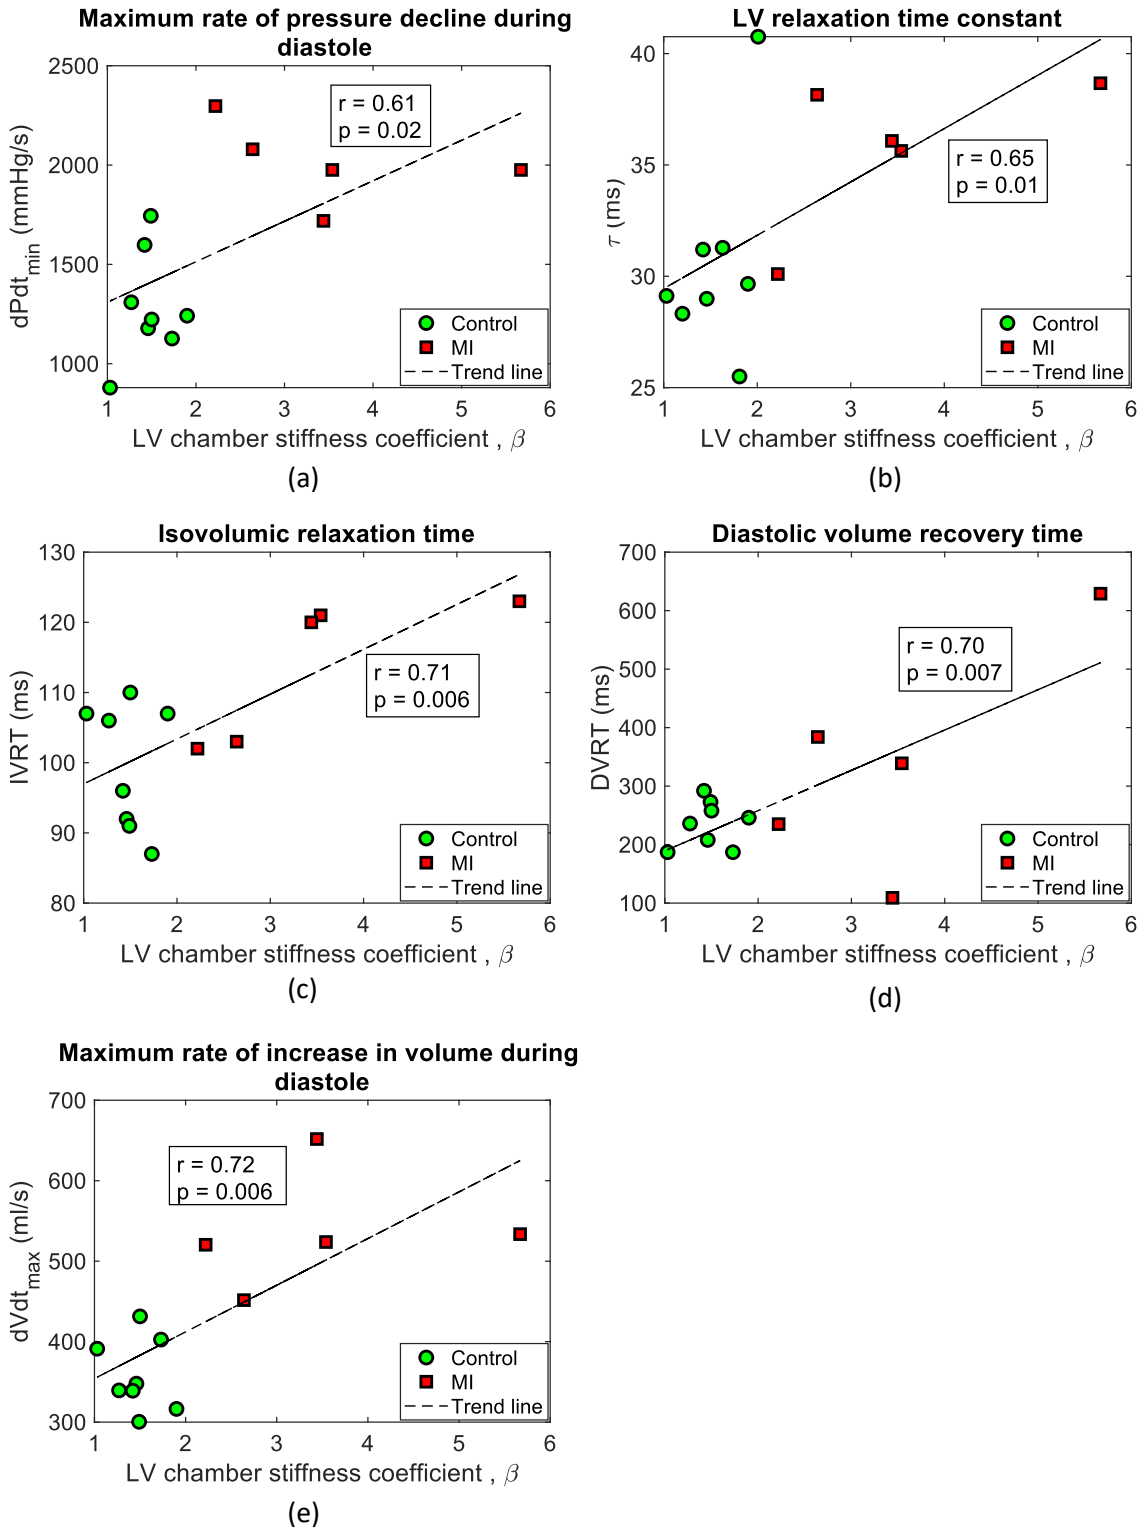 Maximum rate of pressure decline during
diastole
2500
2000
1500
1000
dPdt_min (mmHg/s)
r = 0.61
p = 0.02
Control
MI
Trend line
1 2 3 4 5 6
LV chamber stiffness coefficient , β
(a)
LV relaxation time constant
40
35
30
25
τ (ms)
r = 0.65
p = 0.01
Control
MI
Trend line
1 2 3 4 5 6
LV chamber stiffness coefficient , β
(b)
Isovolumic relaxation time
130
120
110
100
90
80
IVRT (ms)
r = 0.71
p = 0.006
Control
MI
Trend line
1 2 3 4 5 6
LV chamber stiffness coefficient , β
(c)
Diastolic volume recovery time
700
600
500
400
300
200
100
DVRT (ms)
r = 0.70
p = 0.007
Control
MI
Trend line
1 2 3 4 5 6
LV chamber stiffness coefficient , β
(d)
Maximum rate of increase in volume during
diastole
700
600
500
400
300
dVdt_max (ml/s)
r = 0.72
p = 0.006
Control
MI
Trend line
1 2 3 4 5 6
LV chamber stiffness coefficient , β
(e)